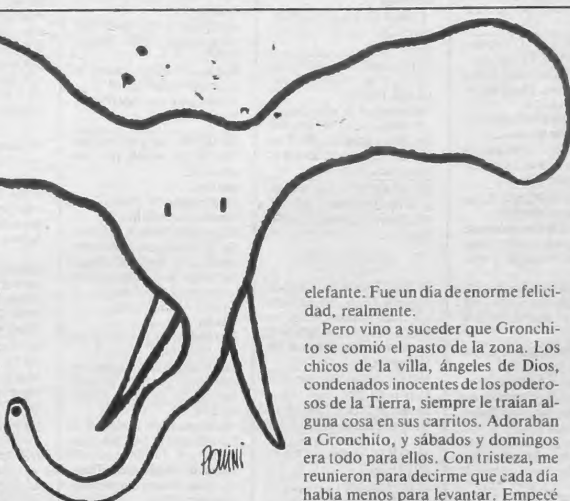 elefante. Fue un día de enorme felici-
dad, realmente.
Pero vino a suceder que Gronchi-
to se comió el pasto de la zona. Los
chicos de la villa, ángeles de Dios,
condenados inocentes de los podero-
sos de la Tierra, siempre le traían al-
guna cosa en sus carritos. Adoraban
a Gronchito, y sábados y domingos
era todo para ellos. Con tristeza, me
reunieron para decirme que cada día
había menos para levantar. Empecé